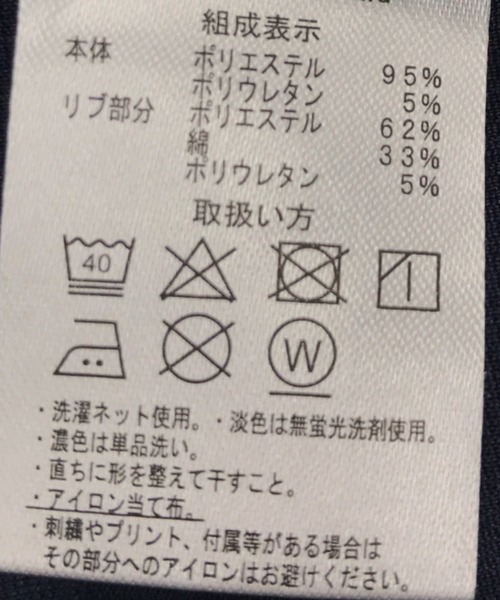 組成表示
本体 ポリエステル 95%
ポリウレタン 5%
リブ部分 ポリエステル 62%
綿 33%
ポリウレタン 5%
取扱い方
40
W
・洗濯ネット使用。・淡色は無蛍光洗剤使用。
・濃色は単品洗い。
・直ちに形を整えて干すこと。
・アイロン当て布。
・刺繍やプリント、付属等がある場合は
その部分へのアイロンはお避けください。